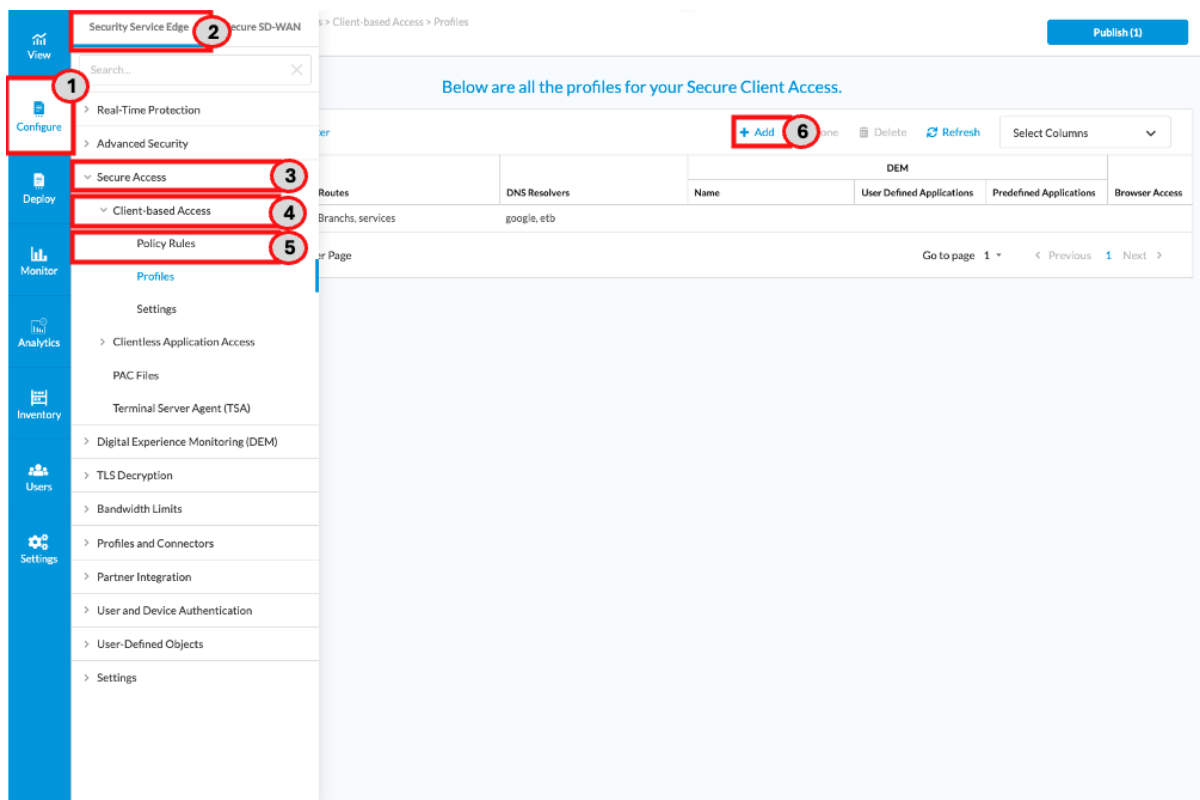 Security Service Edge
2
ecure SD-WAN
s > Client-based Access > Profiles
Publish (1)
View
Search...
1
Configure
Below are all the profiles for your Secure Client Access.
Real-Time Protection
er
+ Add
6
one
Delete
Refresh
Select Columns
Advanced Security
DEM
Secure Access
3
Routes
DNS Resolvers
Name
User Defined Applications
Predefined Applications
Browser Access
Deploy
Client-based Access
4
Branchs, services
google, etb
Policy Rules
5
er Page
Go to page 1
< Previous 1 Next >
Monitor
Profiles
Settings
Analytics
Clientless Application Access
PAC Files
Inventory
Terminal Server Agent (TSA)
Digital Experience Monitoring (DEM)
TLS Decryption
Users
Bandwidth Limits
Profiles and Connectors
Settings
Partner Integration
User and Device Authentication
User-Defined Objects
Settings